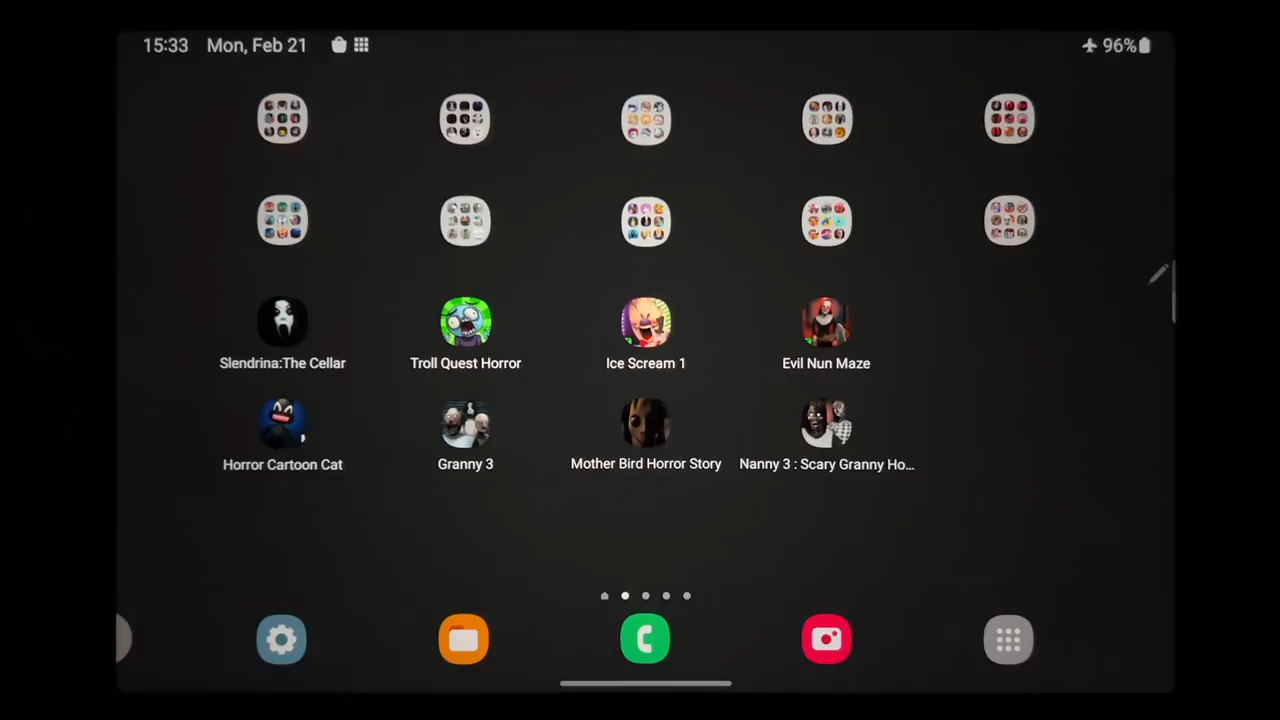 15:33 Mon, Feb 21 96%
Slendrina:The Cellar Troll Quest Horror Ice Scream 1 Evil Nun Maze
Horror Cartoon Cat Granny 3 Mother Bird Horror Story Nanny 3 : Scary Granny Ho...